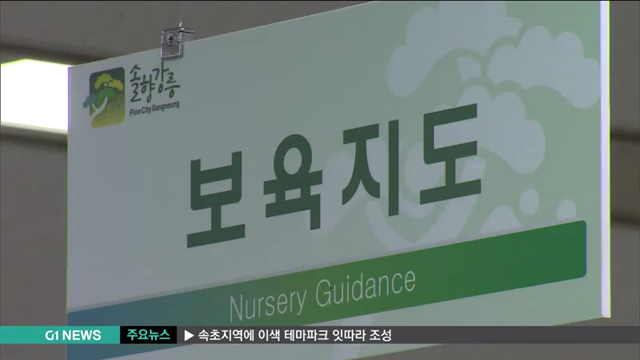 솔향강릉
Pine City Gangneung
보육지도
Nursery Guidance
G1 NEWS 주요뉴스 ▶ 속초지역에 이색 테마파크 잇따라 조성